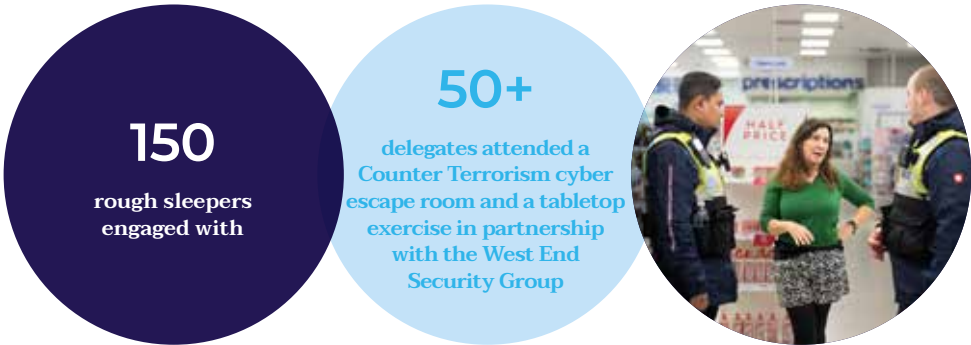 150
rough sleepers
engaged with
50+
delegates attended a
Counter Terrorism cyber
escape room and a tabletop
exercise in partnership
with the West End
Security Group
prescriptions
HALF
PRICE